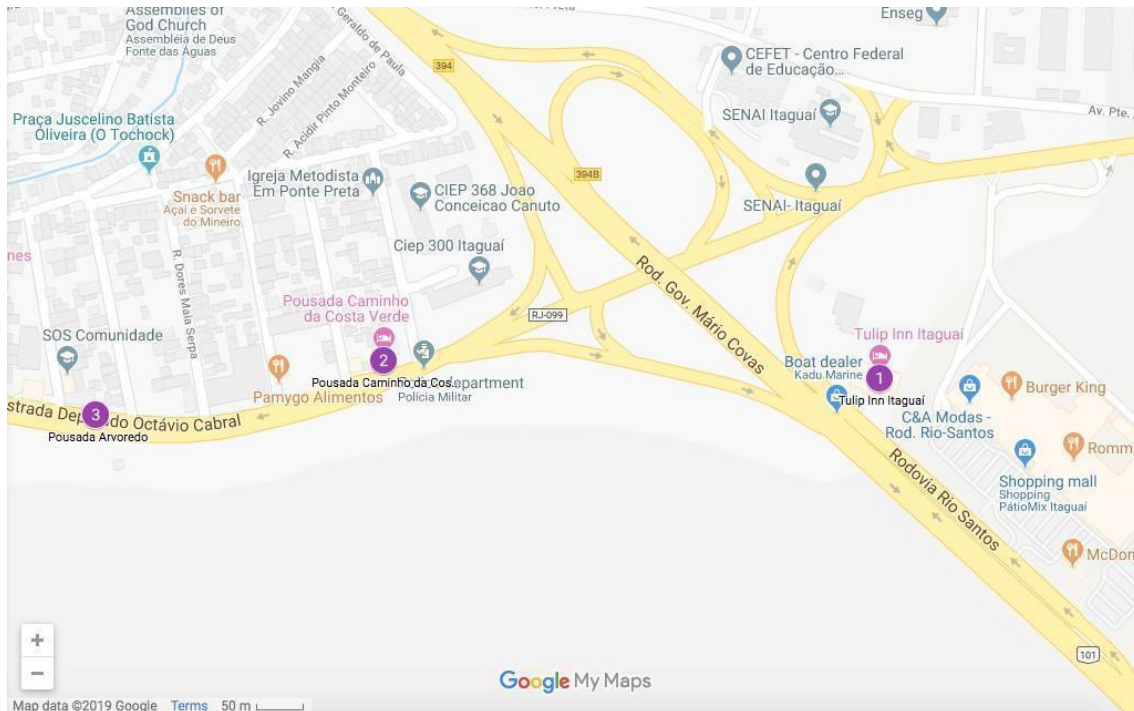 Assemblies of
God Church
Assembléia de Deus
Fonte das Águas
Geraldo de Paula
R. Jovino Mangia
R. Acidir Pinto Monteiro
394
Enseg
CEFET - Centro Federal
de Educação...
SENAI Itaguaí
Av. Pte.
Praça Juscelino Batista
Oliveira (O Tochock)
Igreja Metodista
Em Ponte Preta
394B
SENAI- Itaguaí
Snack bar
Açai e Sorvete
do Mineiro
CIEP 368 Joao
Conceicao Canuto
Ciep 300 Itaguaí
nes
R. Dores Maia Serpa
Rod. Gov. Mário Covas
Pousada Caminho
da Costa Verde
RJ-099
SOS Comunidade
2
Pousada Caminho da Cos...
department
Polícia Militar
Pamygo Alimentos
Tulip Inn Itaguaí
Boat dealer
Kadu Marine
1
Tulip Inn Itaguaí
Burger King
C&A Modas -
Rod. Rio-Santos
3
strada Dep do Octávio Cabral
Pousada Arvoredo
Romm
Rodovia Rio Santos
Shopping mall
Shopping
PátioMix Itaguaí
McDon
101
+
−
Google My Maps
Map data ©2019 Google Terms 50 m